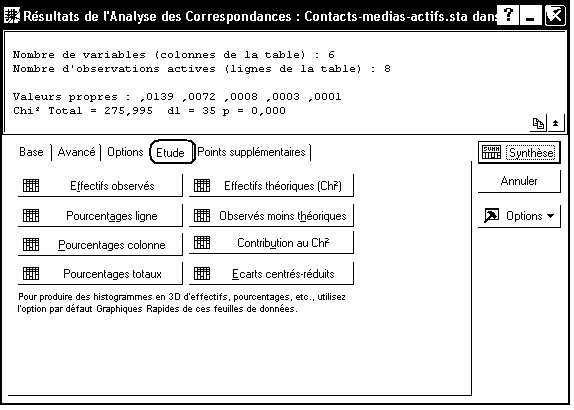 Résultats de l'Analyse des Correspondances : Contacts-medias-actifs.sta dans
Nombre de variables (colonnes de la table) : 6
Nombre d'observations actives (lignes de la table) : 8
Valeurs propres : ,0139 ,0072 ,0008 ,0003 ,0001
Chi² Total = 275,995 dl = 35 p = 0,000
Base Avancé Options Etude Points supplémentaires
Synthèse
Annuler
Options
Effectifs observés Effectifs théoriques (Chi²)
Pourcentages ligne Observés moins théoriques
Pourcentages colonne Contribution au Chi²
Pourcentages totaux Ecarts centrés-réduits
Pour produire des histogrammes en 3D d'effectifs, pourcentages, etc., utilisez
l'option par défaut Graphiques Rapides de ces feuilles de données.